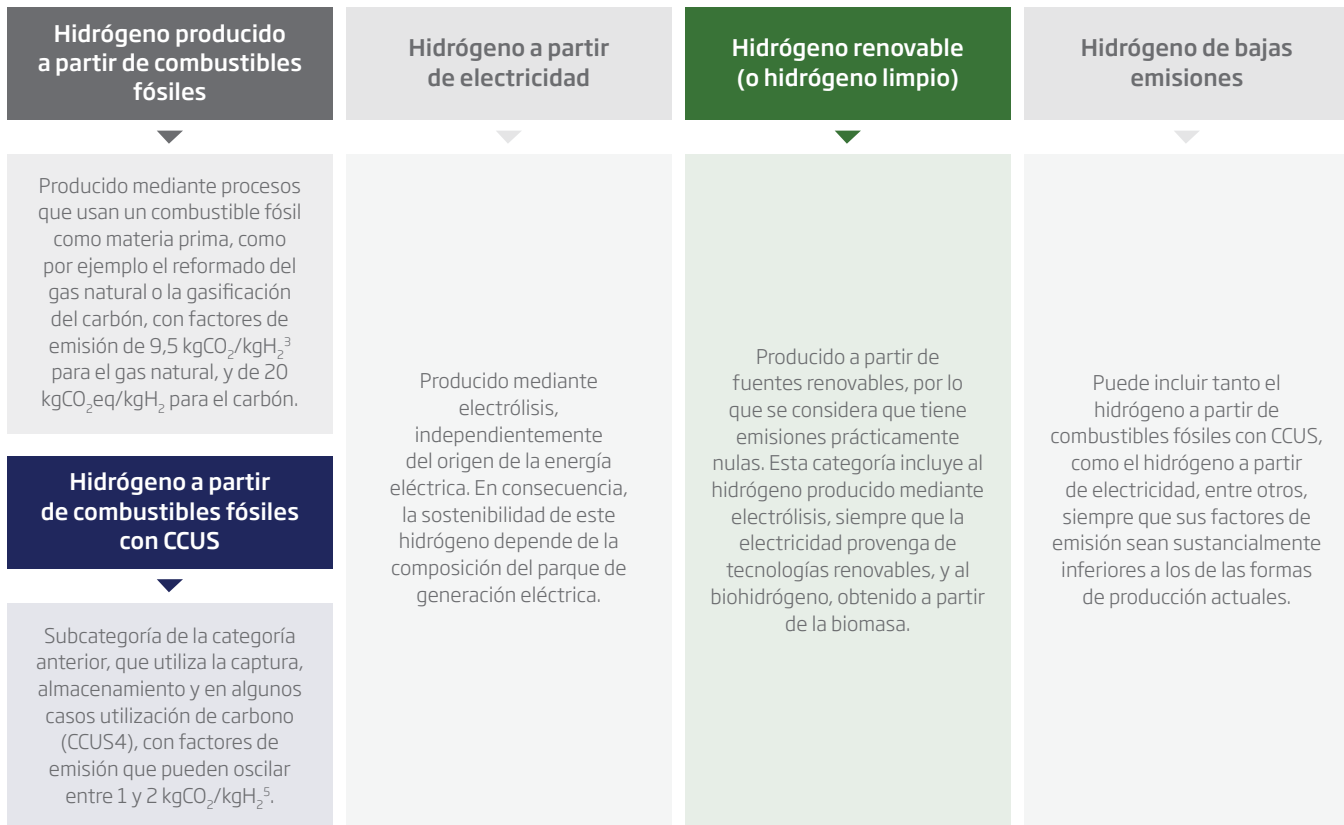 Hidrógeno producido
a partir de combustibles
fósiles
Producido mediante procesos
que usan un combustible fósil
como materia prima, como
por ejemplo el reformado del
gas natural o la gasificación
del carbón, con factores de
emisión de 9,5 kgCO₂/kgH₂³
para el gas natural, y de 20
kgCO₂eq/kgH₂ para el carbón.
Hidrógeno a partir
de combustibles fósiles
con CCUS
Subcategoría de la categoría
anterior, que utiliza la captura,
almacenamiento y en algunos
casos utilización de carbono
(CCUS4), con factores de
emisión que pueden oscilar
entre 1 y 2 kgCO₂/kgH₂⁵.
Hidrógeno a partir
de electricidad
Producido mediante
electrólisis,
independientemente
del origen de la energía
eléctrica. En consecuencia,
la sostenibilidad de este
hidrógeno depende de la
composición del parque de
generación eléctrica.
Hidrógeno renovable
(o hidrógeno limpio)
Producido a partir de
fuentes renovables, por lo
que se considera que tiene
emisiones prácticamente
nulas. Esta categoría incluye al
hidrógeno producido mediante
electrólisis, siempre que la
electricidad provenga de
tecnologías renovables, y al
biohidrógeno, obtenido a partir
de la biomasa.
Hidrógeno de bajas
emisiones
Puede incluir tanto el
hidrógeno a partir de
combustibles fósiles con CCUS,
como el hidrógeno a partir
de electricidad, entre otros,
siempre que sus factores de
emisión sean sustancialmente
inferiores a los de las formas
de producción actuales.